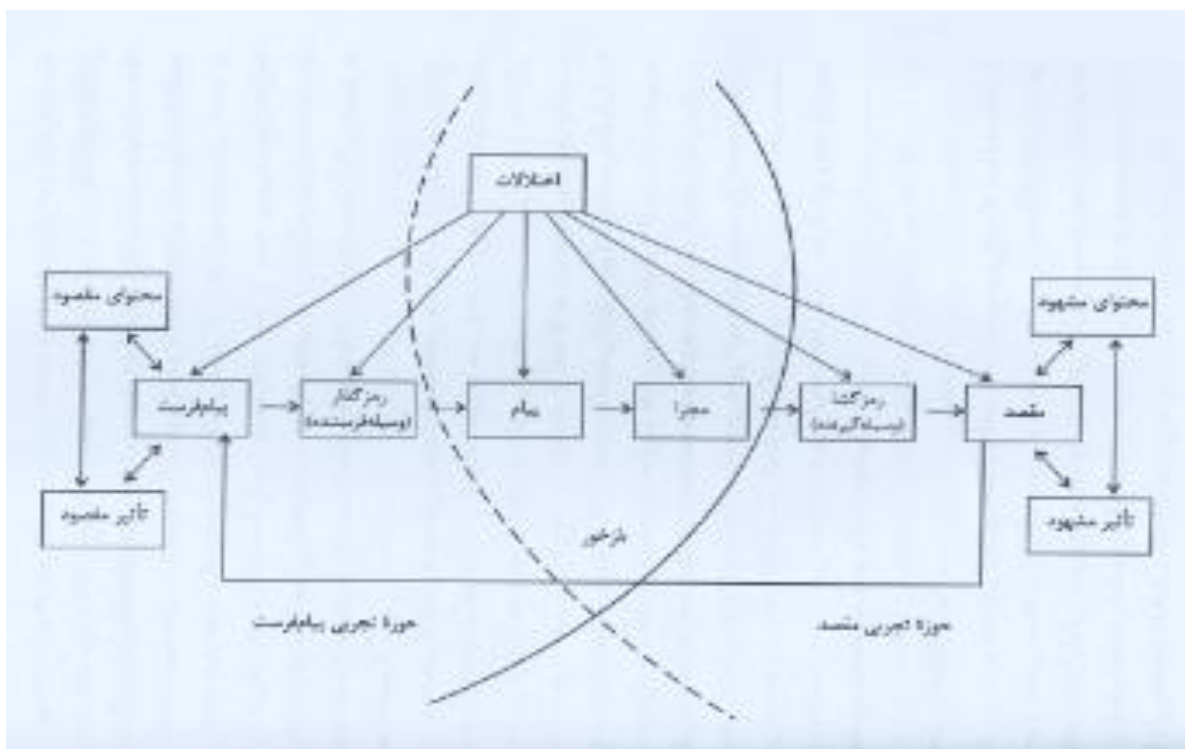 اختلالات
محتوای مقصود
محتوای مشهود
پیام‌فرست
رمزگذار
(وسیله فرستنده)
پیام
مجرا
رمزگشا
(وسیله گیرنده)
مقصد
تأثیر مقصود
تأثیر مشهود
بازخور
حوزهٔ تجربی پیام‌فرست
حوزهٔ تجربی مقصد